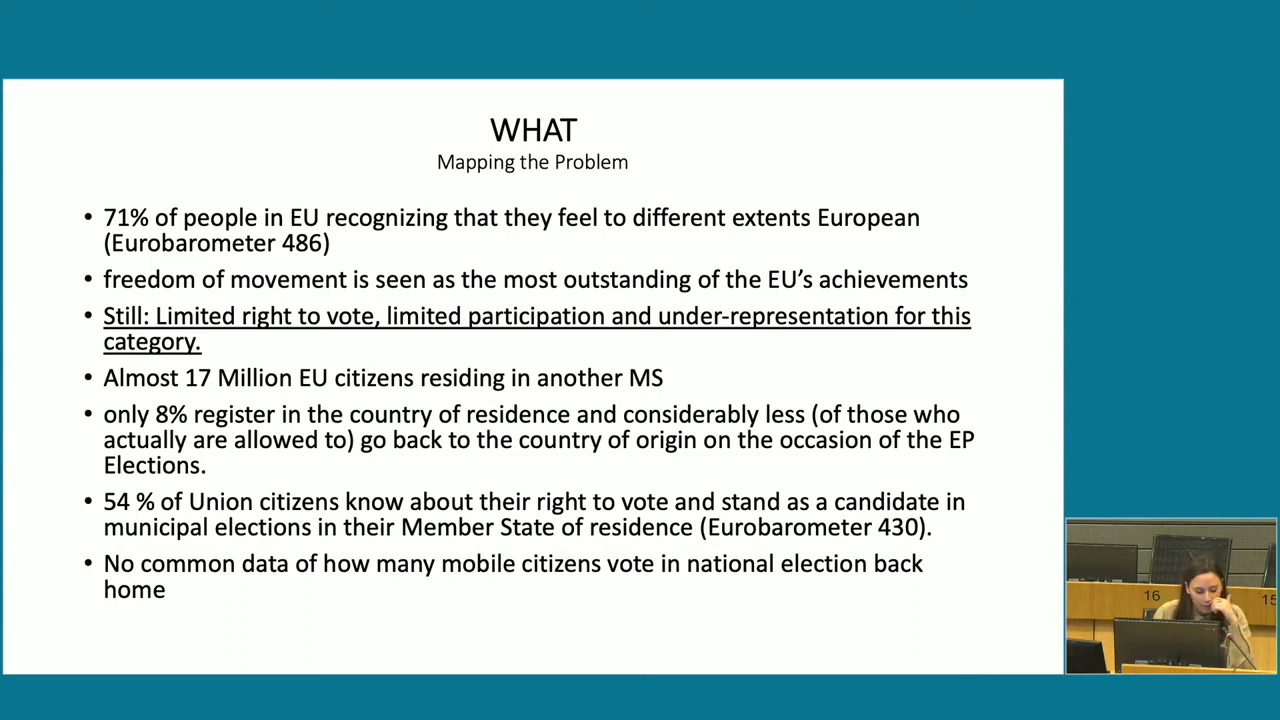 WHAT
Mapping the Problem
• 71% of people in EU recognizing that they feel to different extents European
(Eurobarometer 486)
• freedom of movement is seen as the most outstanding of the EU’s achievements
• Still: Limited right to vote, limited participation and under-representation for this
category.
• Almost 17 Million EU citizens residing in another MS
• only 8% register in the country of residence and considerably less (of those who
actually are allowed to) go back to the country of origin on the occasion of the EP
Elections.
• 54 % of Union citizens know about their right to vote and stand as a candidate in
municipal elections in their Member State of residence (Eurobarometer 430).
• No common data of how many mobile citizens vote in national election back
home
16
15